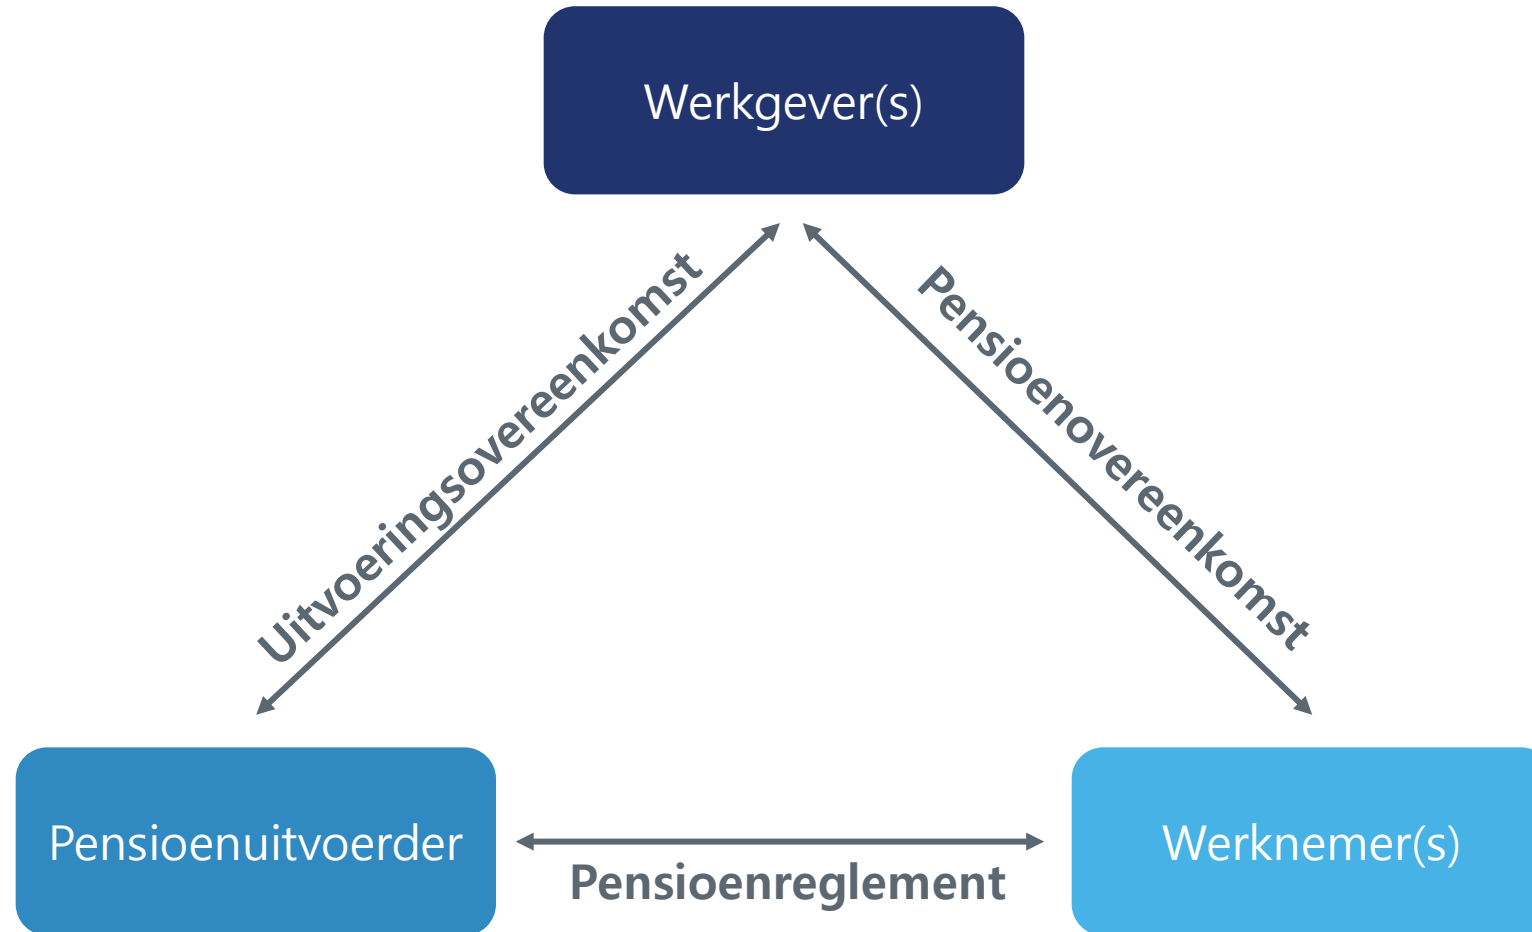 Werkgever(s)
Uitvoeringsovereenkomst
Pensioenovereenkomst
Pensioenuitvoerder
Pensioenreglement
Werknemer(s)